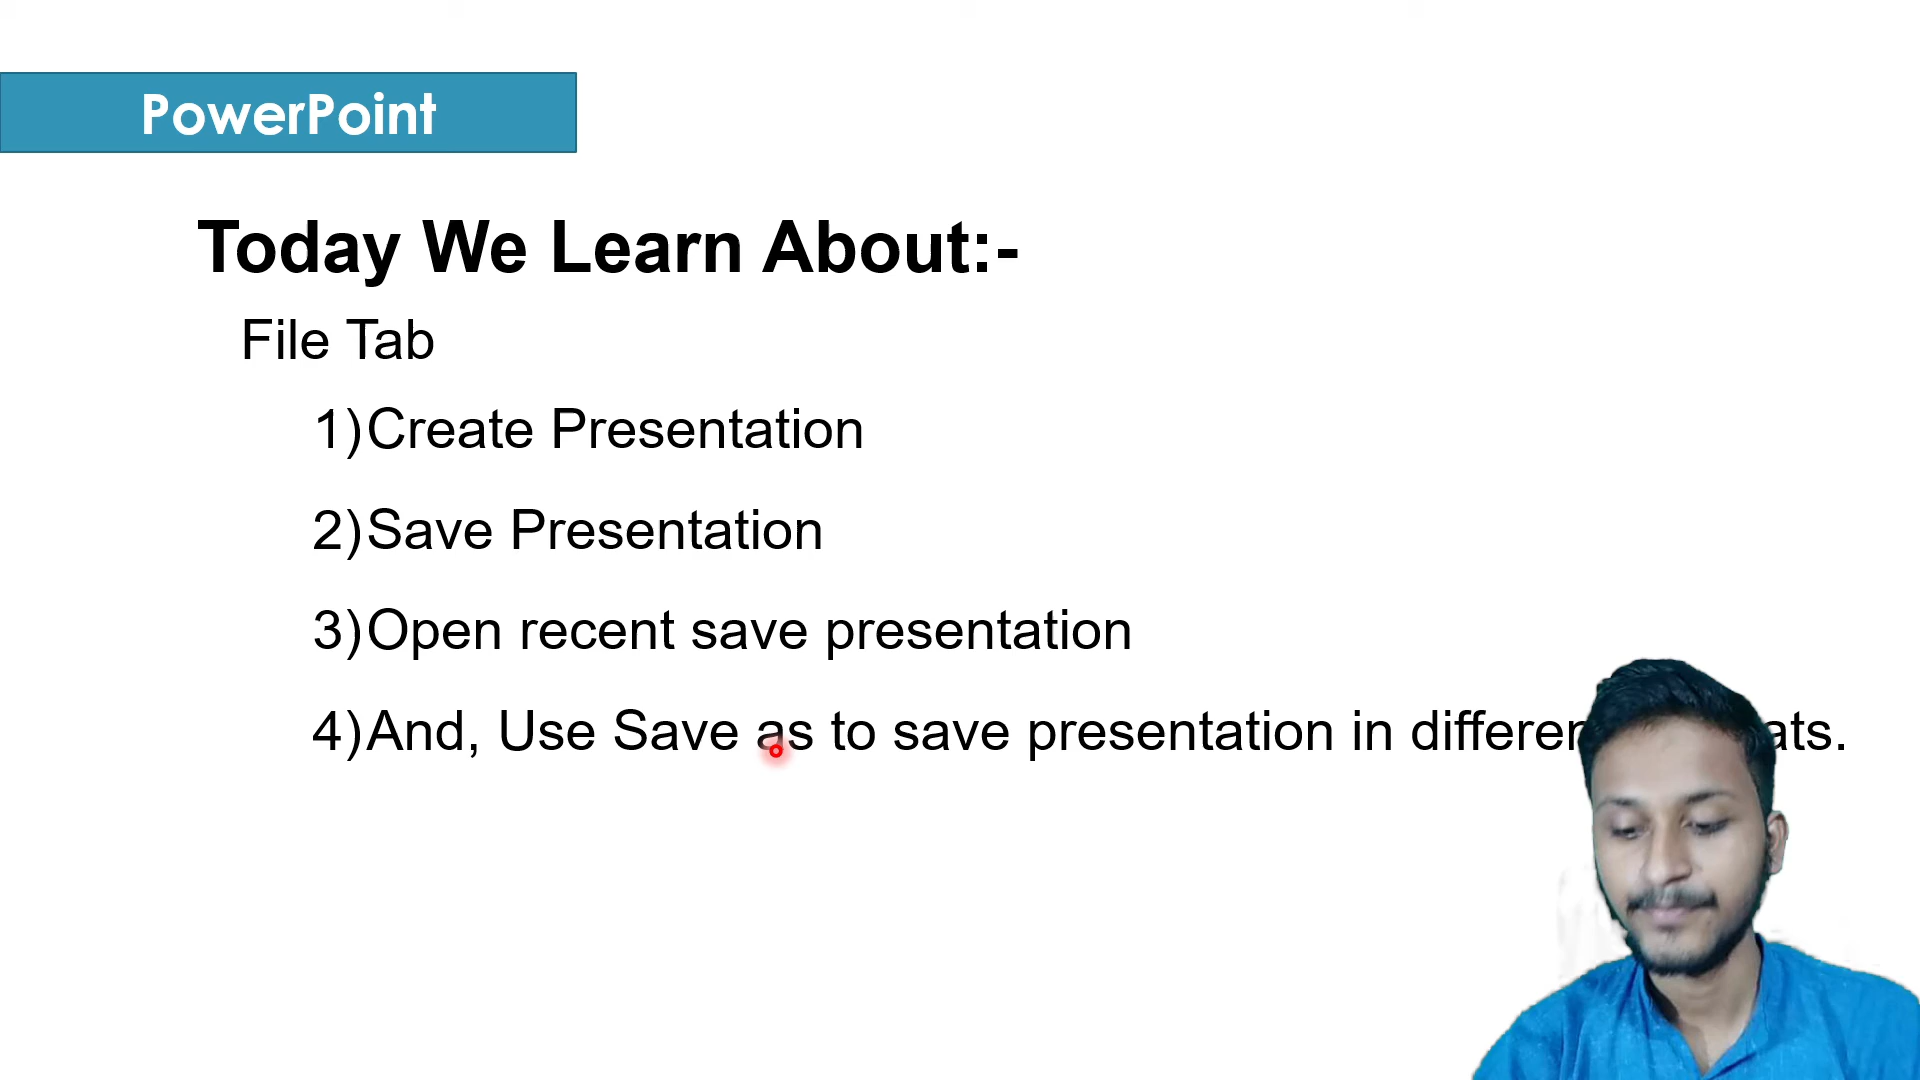 PowerPoint
Today We Learn About:-
File Tab
1)Create Presentation
2)Save Presentation
3)Open recent save presentation
4)And, Use Save as to save presentation in